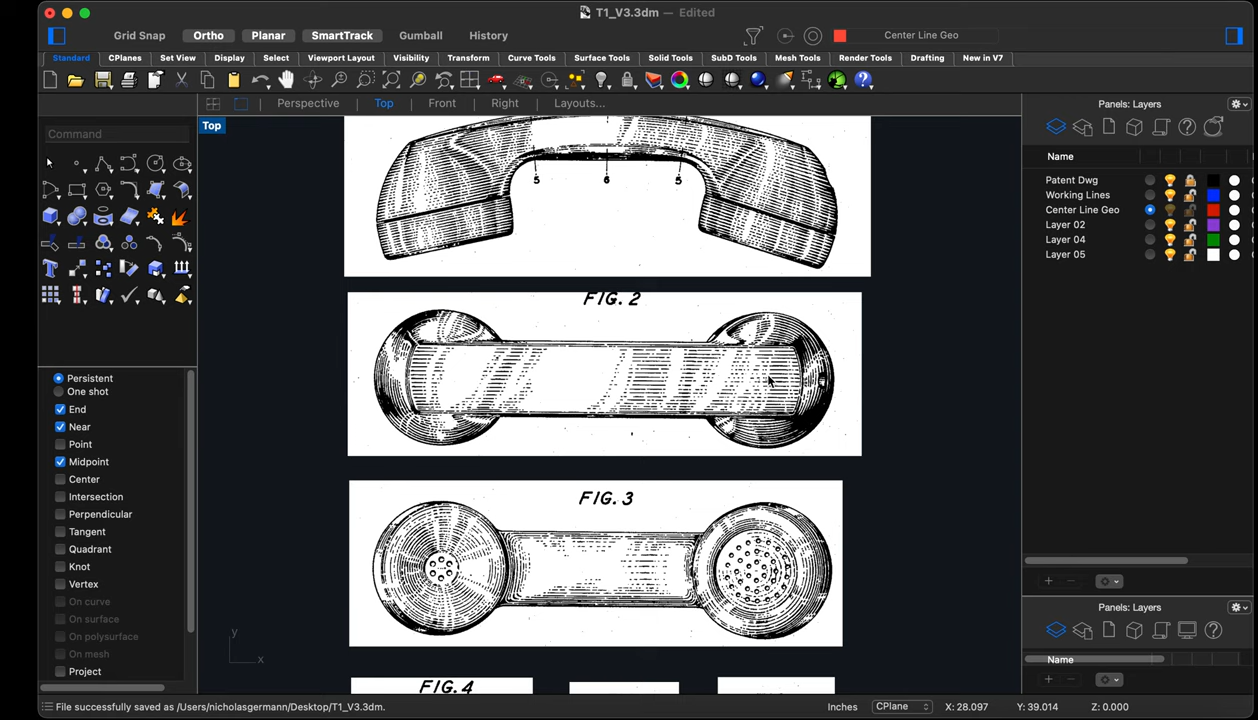 T1_V3.3dm — Edited
Grid Snap Ortho Planar SmartTrack Gumball History Center Line Geo
Standard CPlanes Set View Display Select Viewport Layout Visibility Transform Curve Tools Surface Tools Solid Tools SubD Tools Mesh Tools Render Tools Drafting New in V7
Perspective Top Front Right Layouts... Panels: Layers
Top
Command
Name
Patent Dwg
Working Lines
Center Line Geo
Layer 02
Layer 04
Layer 05
5 6 5
FIG. 2
FIG. 3
FIG. 4
Persistent
One shot
End
Near
Point
Midpoint
Center
Intersection
Perpendicular
Tangent
Quadrant
Knot
Vertex
On curve
On surface
On polysurface
On mesh
Project
y
x
Panels: Layers
Name
File successfully saved as /Users/nicholasgermann/Desktop/T1_V3.3dm. Inches CPlane X: 28.097 Y: 39.014 Z: 0.000